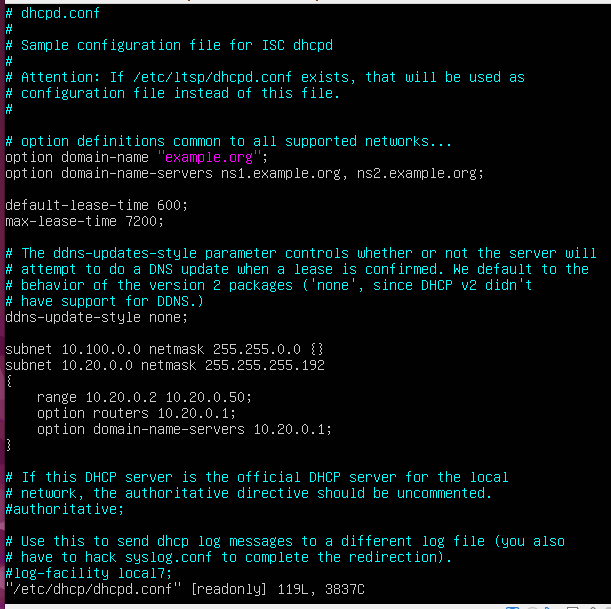 # dhcpd.conf
#
# Sample configuration file for ISC dhcpd
#
# Attention: If /etc/ltsp/dhcpd.conf exists, that will be used as
# configuration file instead of this file.
#

# option definitions common to all supported networks...
option domain-name "example.org";
option domain-name-servers ns1.example.org, ns2.example.org;

default-lease-time 600;
max-lease-time 7200;

# The ddns-updates-style parameter controls whether or not the server will
# attempt to do a DNS update when a lease is confirmed. We default to the
# behavior of the version 2 packages ('none', since DHCP v2 didn't
# have support for DDNS.)
ddns-update-style none;

subnet 10.100.0.0 netmask 255.255.0.0 {}
subnet 10.20.0.0 netmask 255.255.255.192
{
    range 10.20.0.2 10.20.0.50;
    option routers 10.20.0.1;
    option domain-name-servers 10.20.0.1;
}

# If this DHCP server is the official DHCP server for the local
# network, the authoritative directive should be uncommented.
#authoritative;

# Use this to send dhcp log messages to a different log file (you also
# have to hack syslog.conf to complete the redirection).
#log-facility local7;
"/etc/dhcp/dhcpd.conf" [readonly] 119L, 3837C